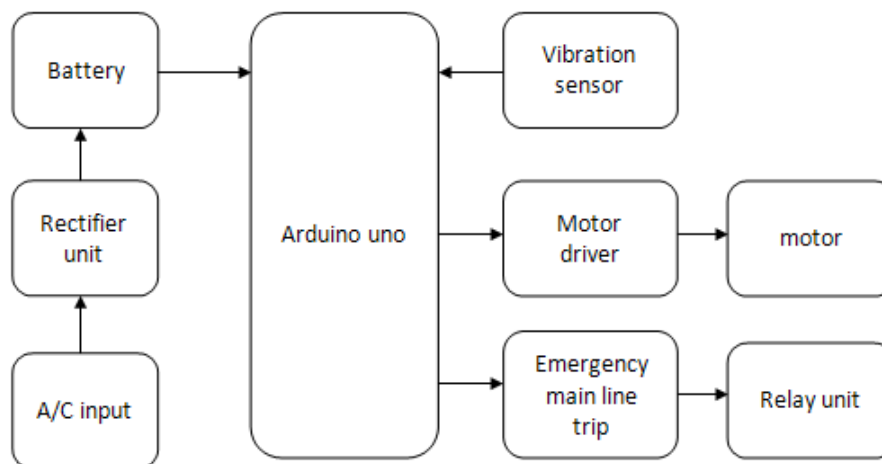 Battery
Rectifier
unit
A/C input
Arduino uno
Vibration
sensor
Motor
driver
motor
Emergency
main line
trip
Relay unit